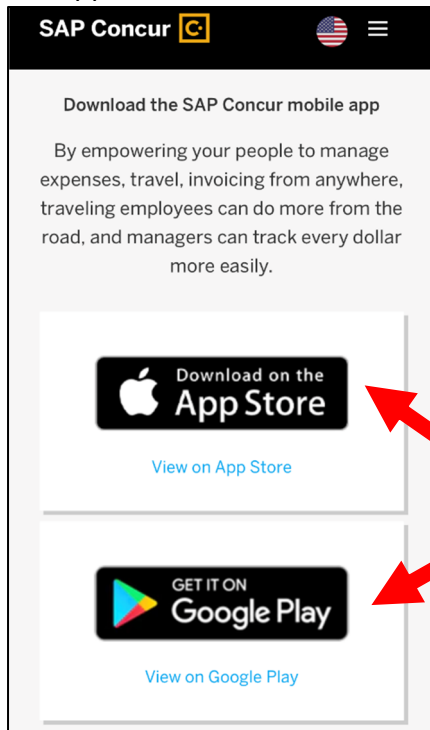 SAP Concur C
Download the SAP Concur mobile app
By empowering your people to manage
expenses, travel, invoicing from anywhere,
traveling employees can do more from the
road, and managers can track every dollar
more easily.
Download on the
App Store
View on App Store
GET IT ON
Google Play
View on Google Play